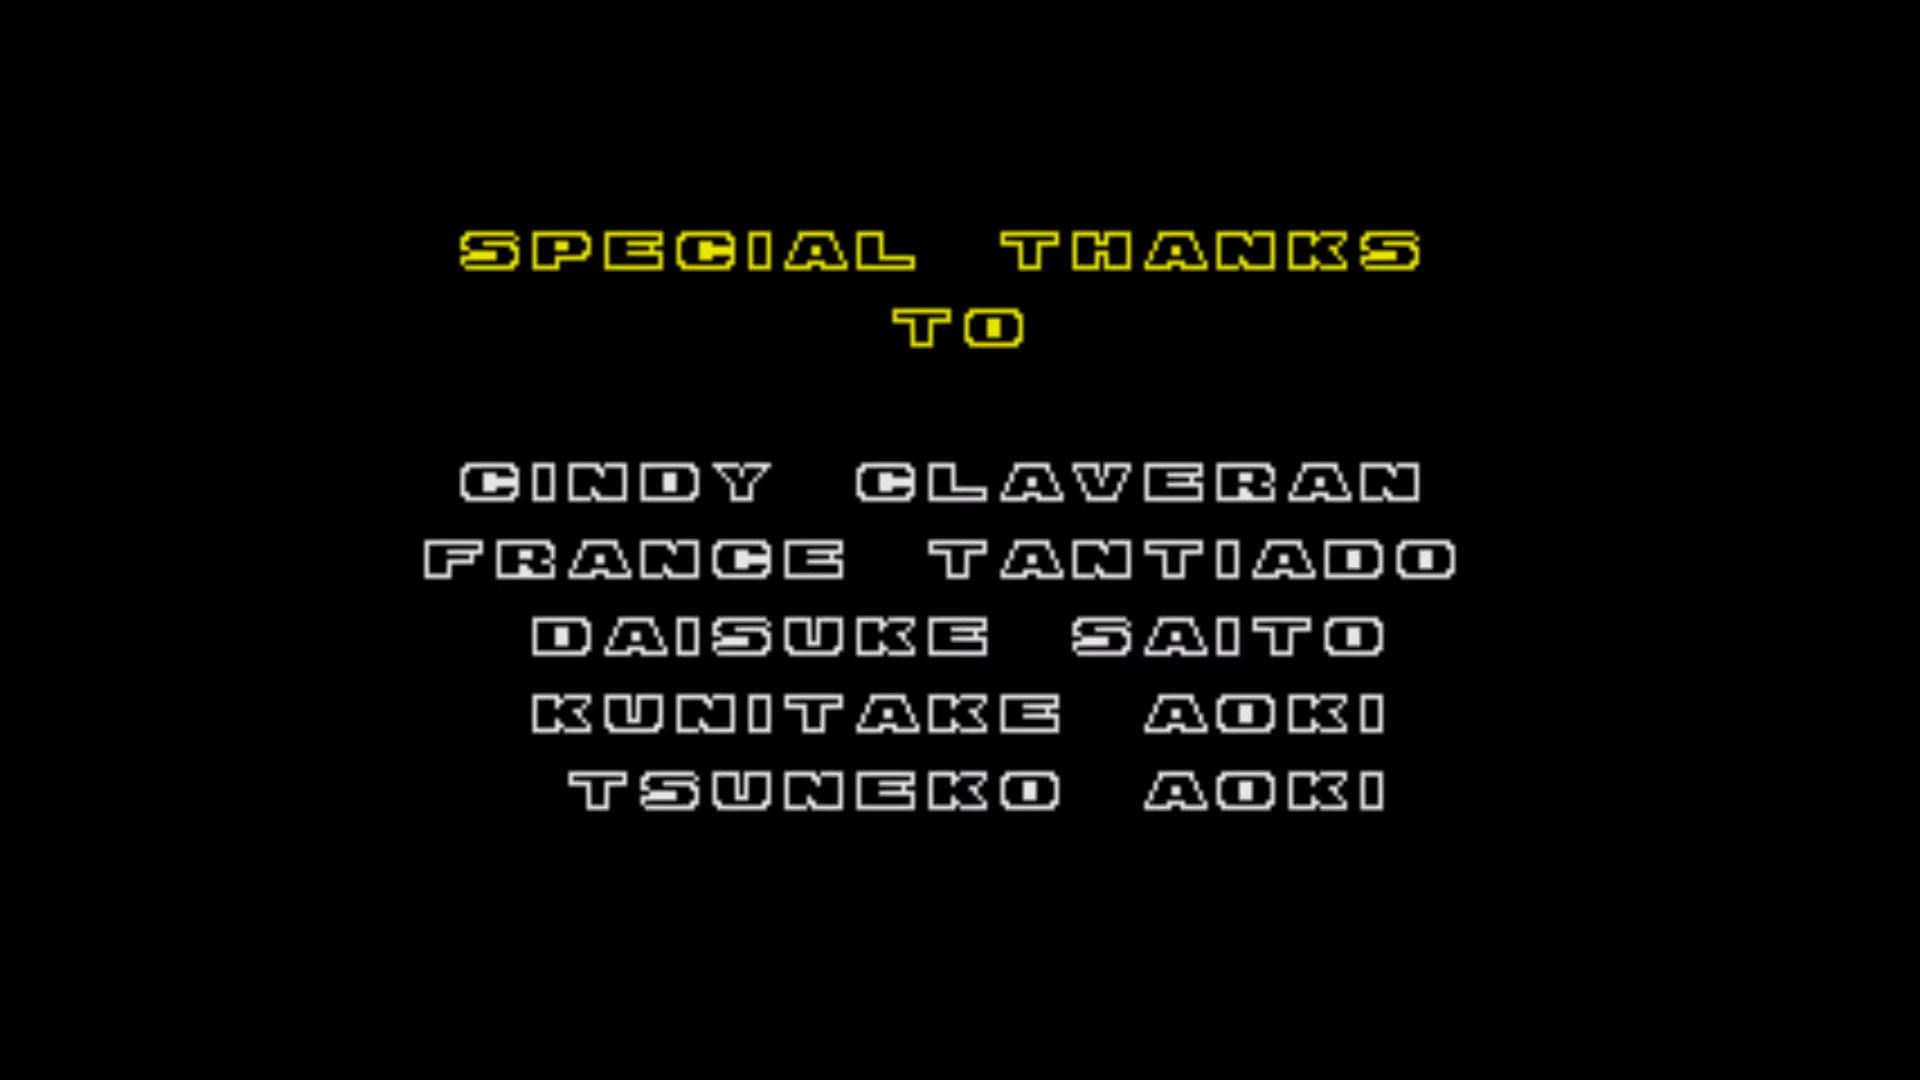 SPECIAL THANKS
TO
CINDY CLAVERAN
FRANCE TANTIADO
DAISUKE SAITO
KUNITAKE AOKI
TSUNEKO AOKI